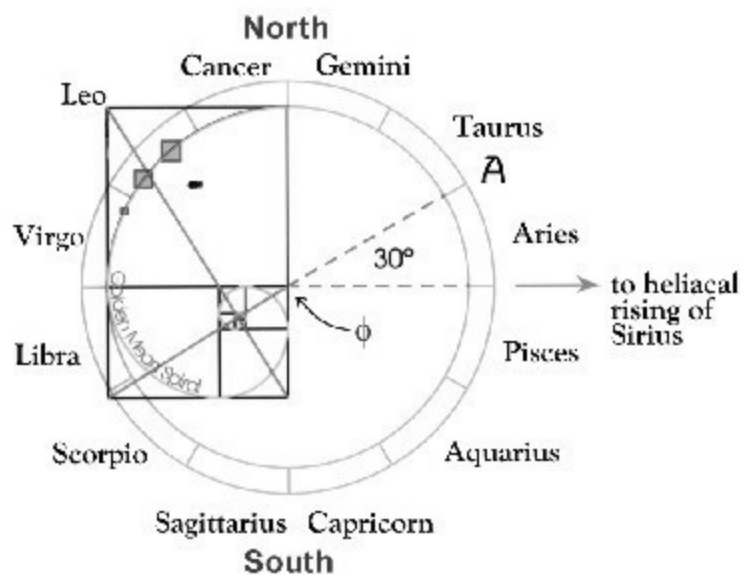 North
Cancer Gemini
Leo
Taurus
A
Virgo
Aries
30°
to heliacal
rising of
Sirius
ϕ
Golden Mean Spiral
Libra
Pisces
Scorpio
Aquarius
Sagittarius Capricorn
South